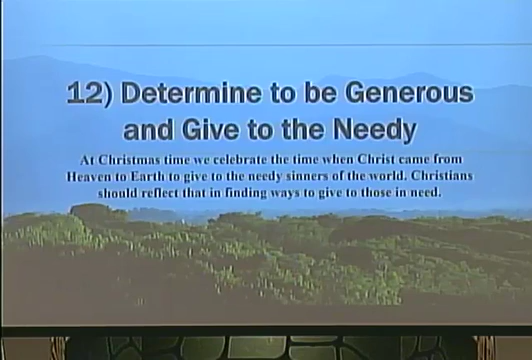 12) Determine to be Generous
and Give to the Needy
At Christmas time we celebrate the time when Christ came from
Heaven to Earth to give to the needy sinners of the world. Christians
should reflect that in finding ways to give to those in need.